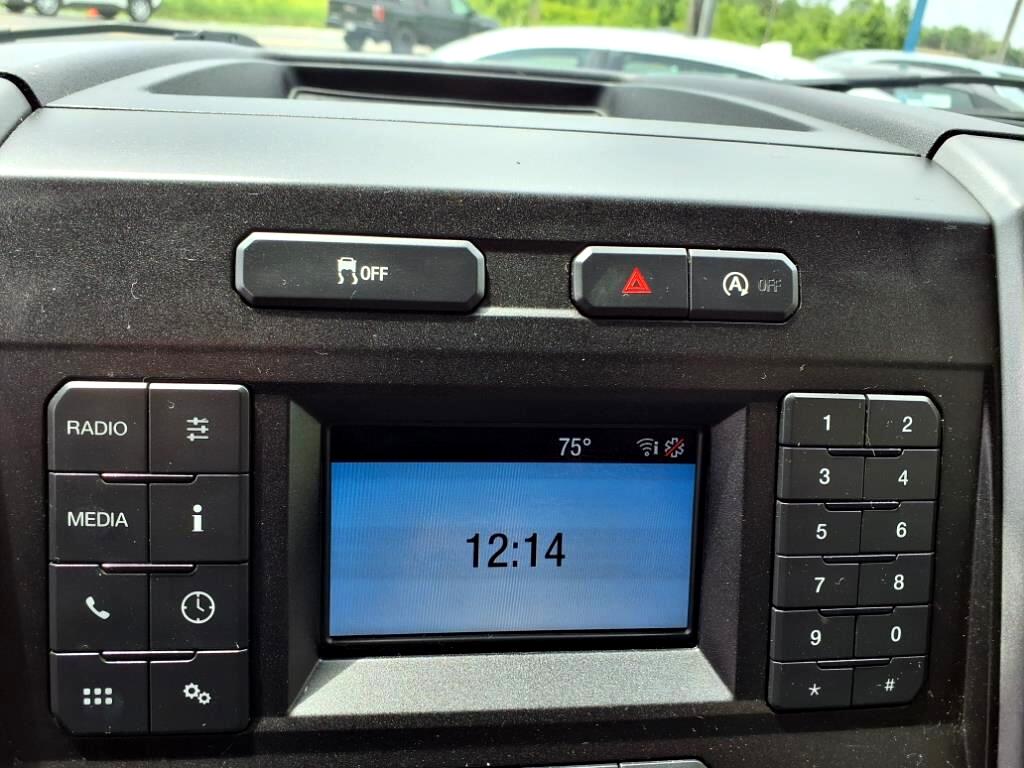 OFF
OFF
RADIO
MEDIA
i
75°
i
12:14
1 2
3 4
5 6
7 8
9 0
* #